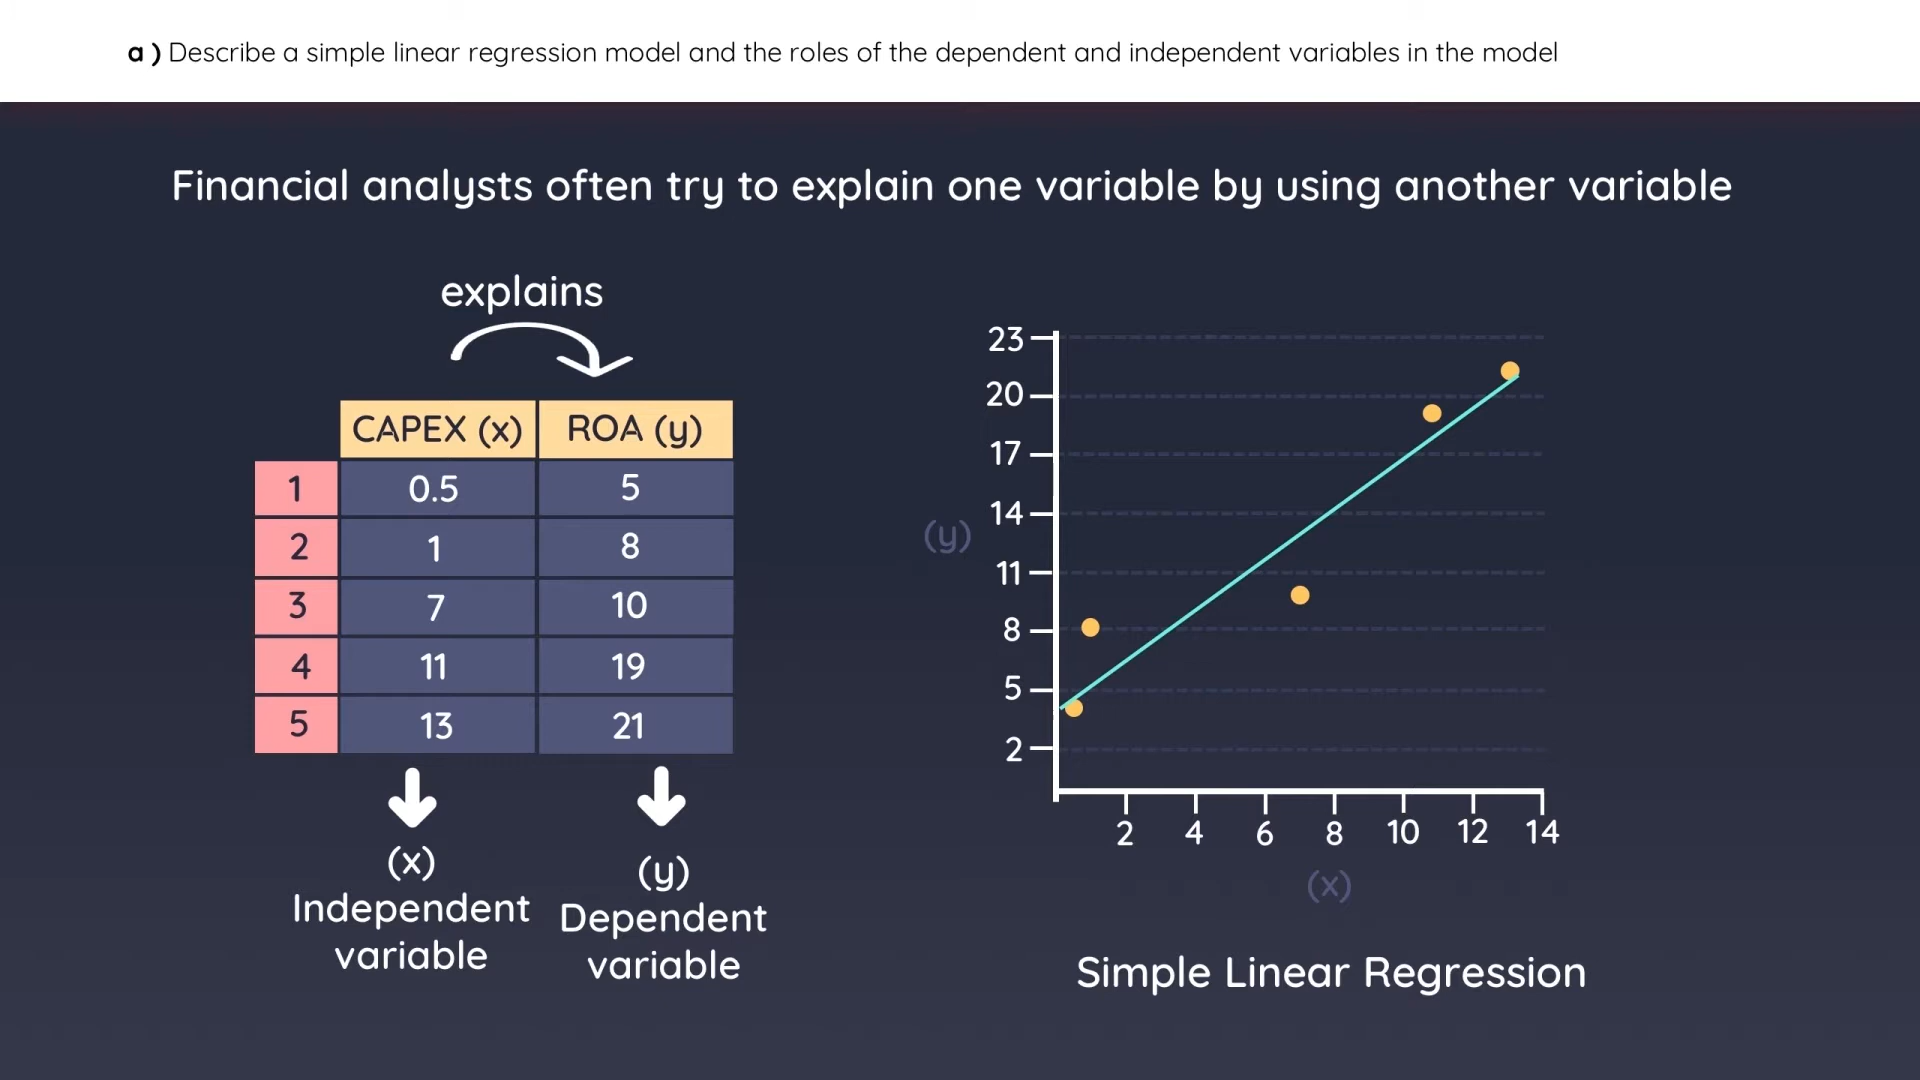 a ) Describe a simple linear regression model and the roles of the dependent and independent variables in the model
Financial analysts often try to explain one variable by using another variable
explains
CAPEX (x) ROA (y)
1 0.5 5
2 1 8
3 7 10
4 11 19
5 13 21
(x)
Independent
variable
(y)
Dependent
variable
23
20
17
14
11
8
5
2
(y)
2 4 6 8 10 12 14
(x)
Simple Linear Regression